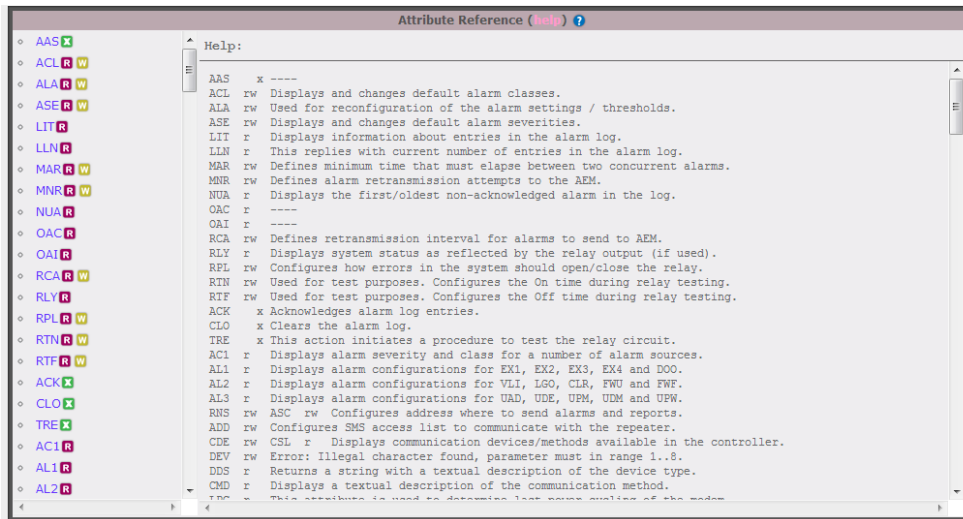 Attribute Reference (help) ?
AAS X
ACL R W
ALA R W
ASE R W
LIT R
LLN R
MAR R W
MNR R W
NUA R
OAC R
OAI R
RCA R W
RLY R
RPL R W
RTN R W
RTF R W
ACK X
CLO X
TRE X
AC1 R
AL1 R
AL2 R
Help:
AAS x ----
ACL rw Displays and changes default alarm classes.
ALA rw Used for reconfiguration of the alarm settings / thresholds.
ASE rw Displays and changes default alarm severities.
LIT r Displays information about entries in the alarm log.
LLN r This replies with current number of entries in the alarm log.
MAR rw Defines minimum time that must elapse between two concurrent alarms.
MNR rw Defines alarm retransmission attempts to the AEM.
NUA r Displays the first/oldest non-acknowledged alarm in the log.
OAC r ----
OAI r ----
RCA rw Defines retransmission interval for alarms to send to AEM.
RLY r Displays system status as reflected by the relay output (if used).
RPL rw Configures how errors in the system should open/close the relay.
RTN rw Used for test purposes. Configures the On time during relay testing.
RTF rw Used for test purposes. Configures the Off time during relay testing.
ACK x Acknowledges alarm log entries.
CLO x Clears the alarm log.
TRE x This action initiates a procedure to test the relay circuit.
AC1 r Displays alarm severity and class for a number of alarm sources.
AL1 r Displays alarm configurations for EX1, EX2, EX3, EX4 and DOO.
AL2 r Displays alarm configurations for VLI, LGO, CLR, FWU and FWF.
AL3 r Displays alarm configurations for UAD, UDE, UPM, UDM and UPW.
RNS rw ASC rw Configures address where to send alarms and reports.
ADD rw Configures SMS access list to communicate with the repeater.
CDE rw CSL r Displays communication devices/methods available in the controller.
DEV rw Error: Illegal character found, parameter must in range 1..8.
DDS r Returns a string with a textual description of the device type.
CMD r Displays a textual description of the communication method.
LPC r This attribute is used to determine last power cycling of the modem.